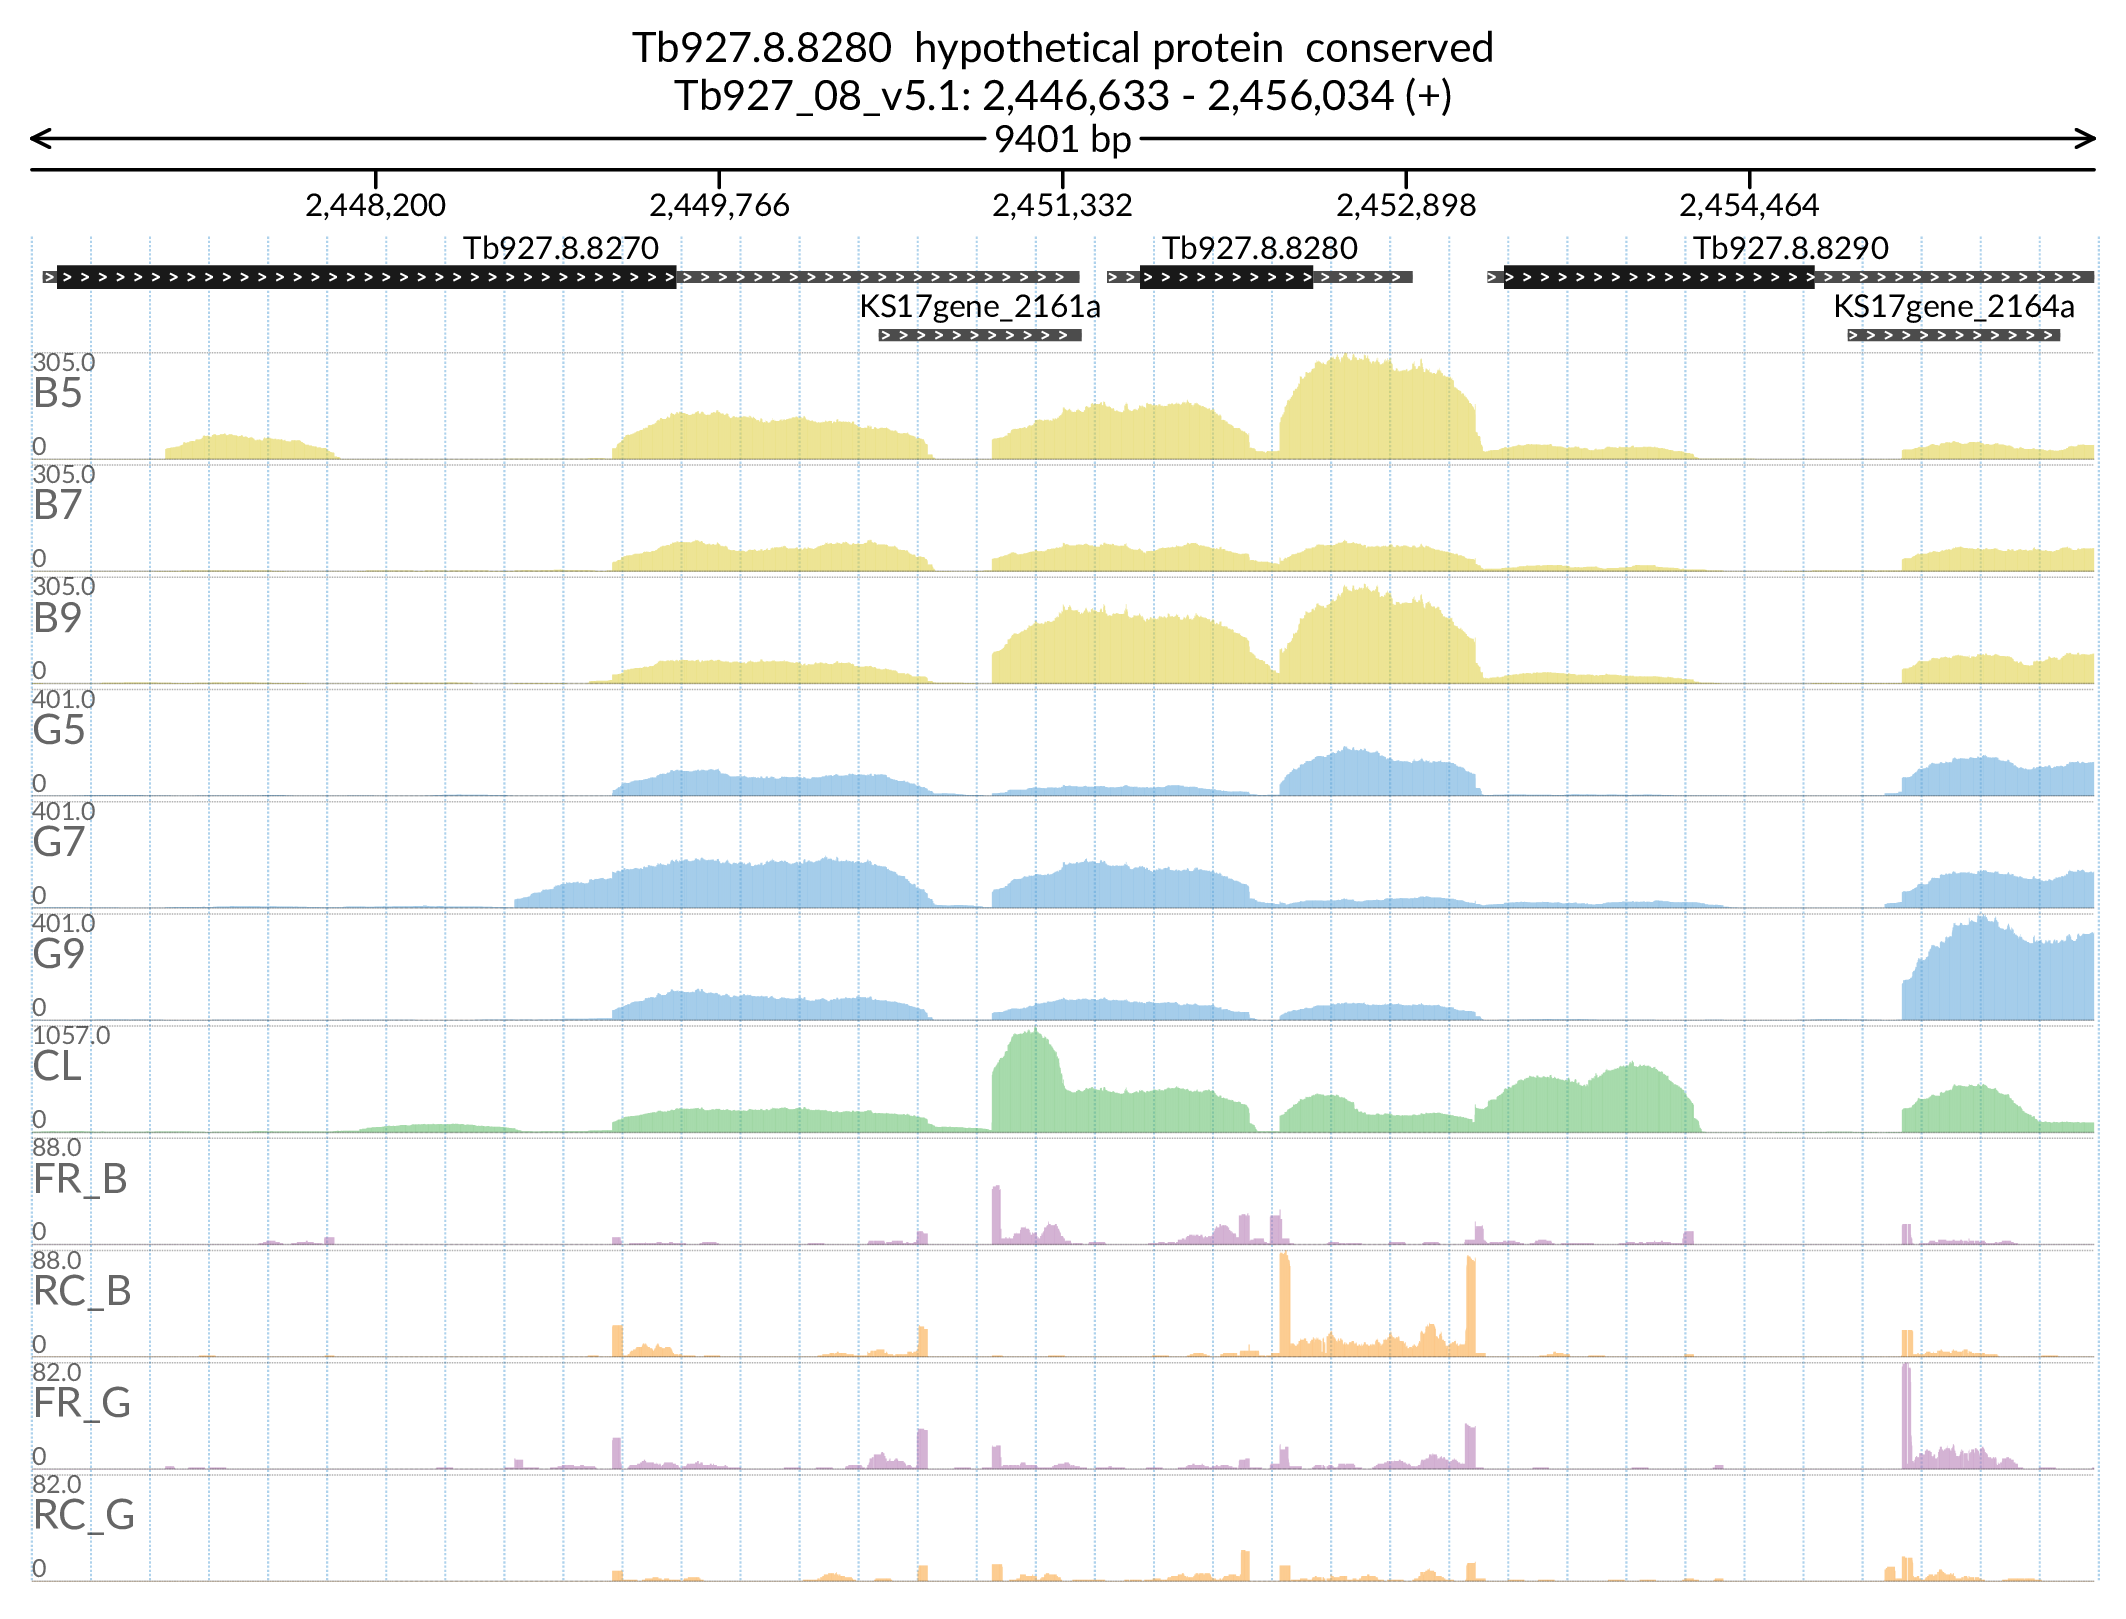 Tb927.8.8280 hypothetical protein conserved
Tb927_08_v5.1: 2,446,633 - 2,456,034 (+)
9401 bp
2,448,200 2,449,766 2,451,332 2,452,898 2,454,464
Tb927.8.8270 Tb927.8.8280 Tb927.8.8290
KS17gene_2161a KS17gene_2164a
305.0
B5
0
305.0
B7
0
305.0
B9
0
401.0
G5
0
401.0
G7
0
401.0
G9
0
1057.0
CL
0
88.0
FR_B
0
88.0
RC_B
0
82.0
FR_G
0
82.0
RC_G
0